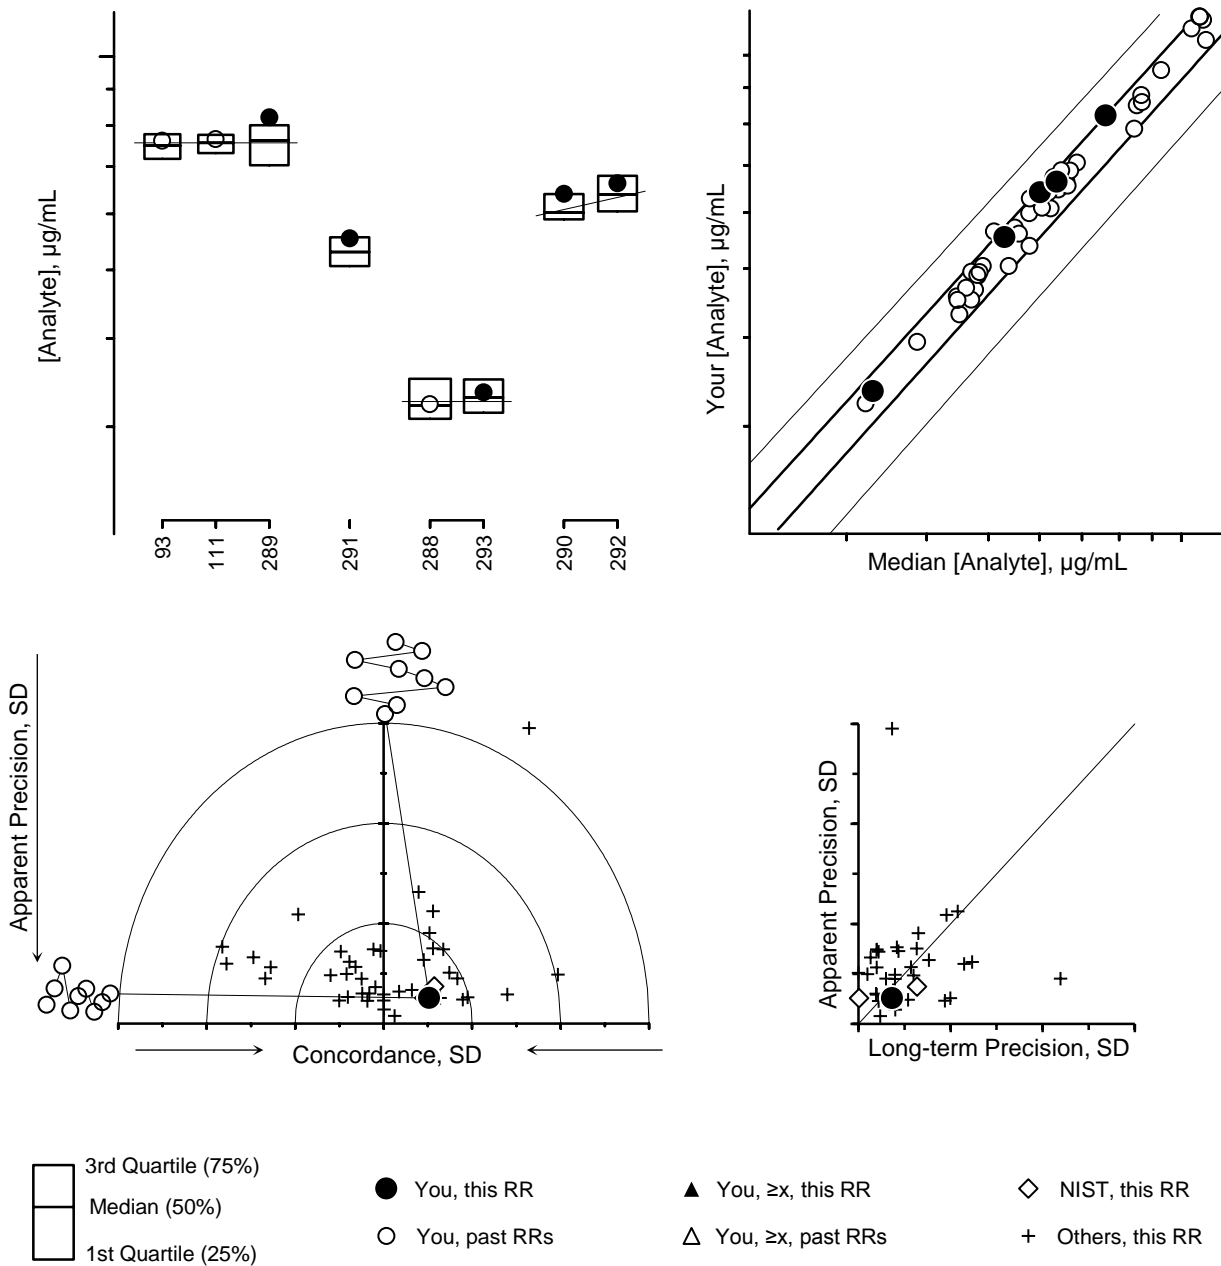 [Analyte], µg/mL
93
111
289
291
288
293
290
292
Your [Analyte], µg/mL
Median [Analyte], µg/mL
Apparent Precision, SD
Concordance, SD
Apparent Precision, SD
Long-term Precision, SD
3rd Quartile (75%)
Median (50%)
1st Quartile (25%)
You, this RR
You, past RRs
You, ≥x, this RR
You, ≥x, past RRs
NIST, this RR
Others, this RR